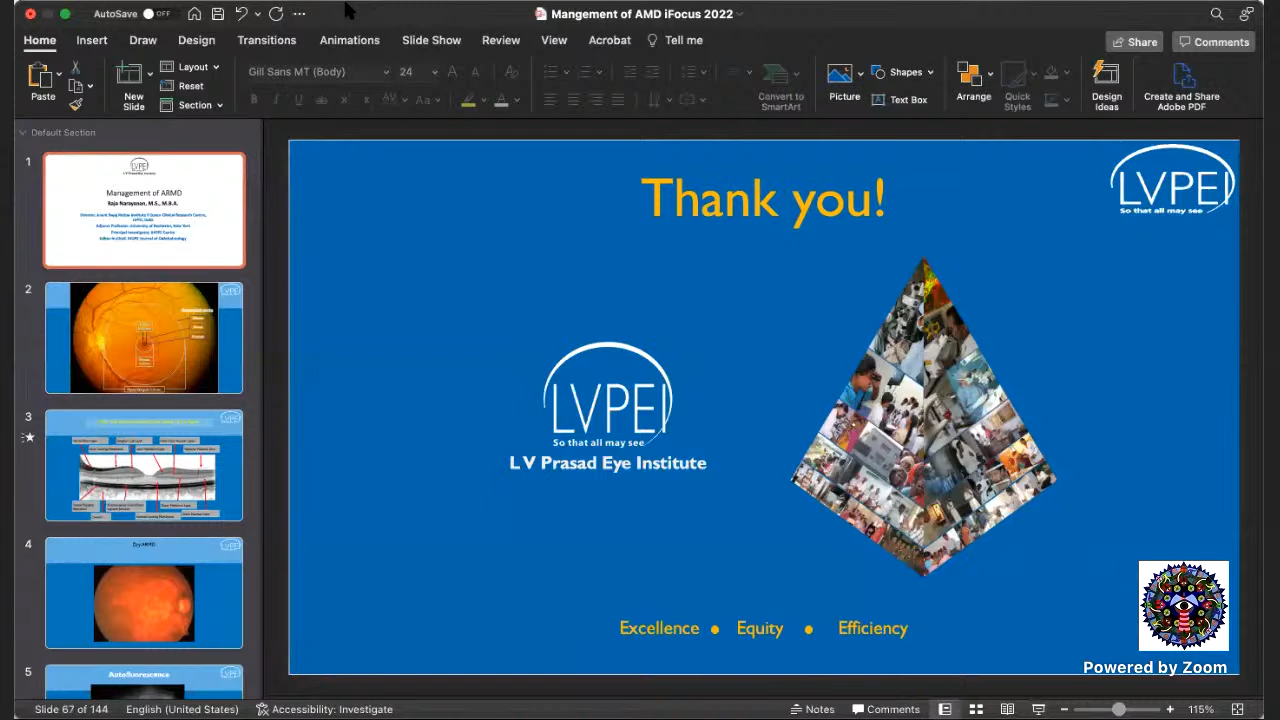 AutoSave OFF
Mangement of AMD iFocus 2022
Home Insert Draw Design Transitions Animations Slide Show Review View Acrobat Tell me
Share Comments
Paste
New Slide
Layout
Reset
Section
Gill Sans MT (Body) 24
Convert to SmartArt
Picture
Shapes
Text Box
Arrange
Quick Styles
Design Ideas
Create and Share Adobe PDF
Default Section
1
LVPEI
Management of ARMD
Raja Narayanan, M.S., M.B.A.
2
3
4
Dry ARMD
5
Autofluorescence
Thank you!
LVPEI
So that all may see
LVPEI
So that all may see
L V Prasad Eye Institute
Excellence • Equity • Efficiency
Powered by Zoom
Slide 67 of 144 English (United States) Accessibility: Investigate Notes Comments 115%